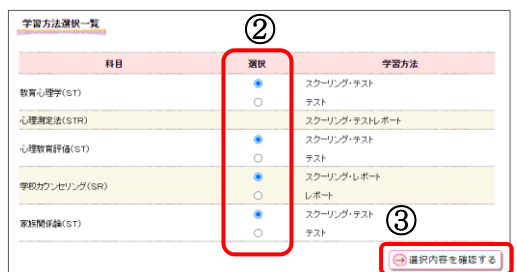 学習方法選択一覧
②
科目 選択 学習方法
教育心理学(ST)
スクーリング・テスト
テスト
心理測定法(STR) スクーリング・テストレポート
心理教育評価(ST)
スクーリング・テスト
テスト
学校カウンセリング(SR)
スクーリング・レポート
レポート
家族関係論(ST)
スクーリング・テスト
テスト
③
選択内容を確認する